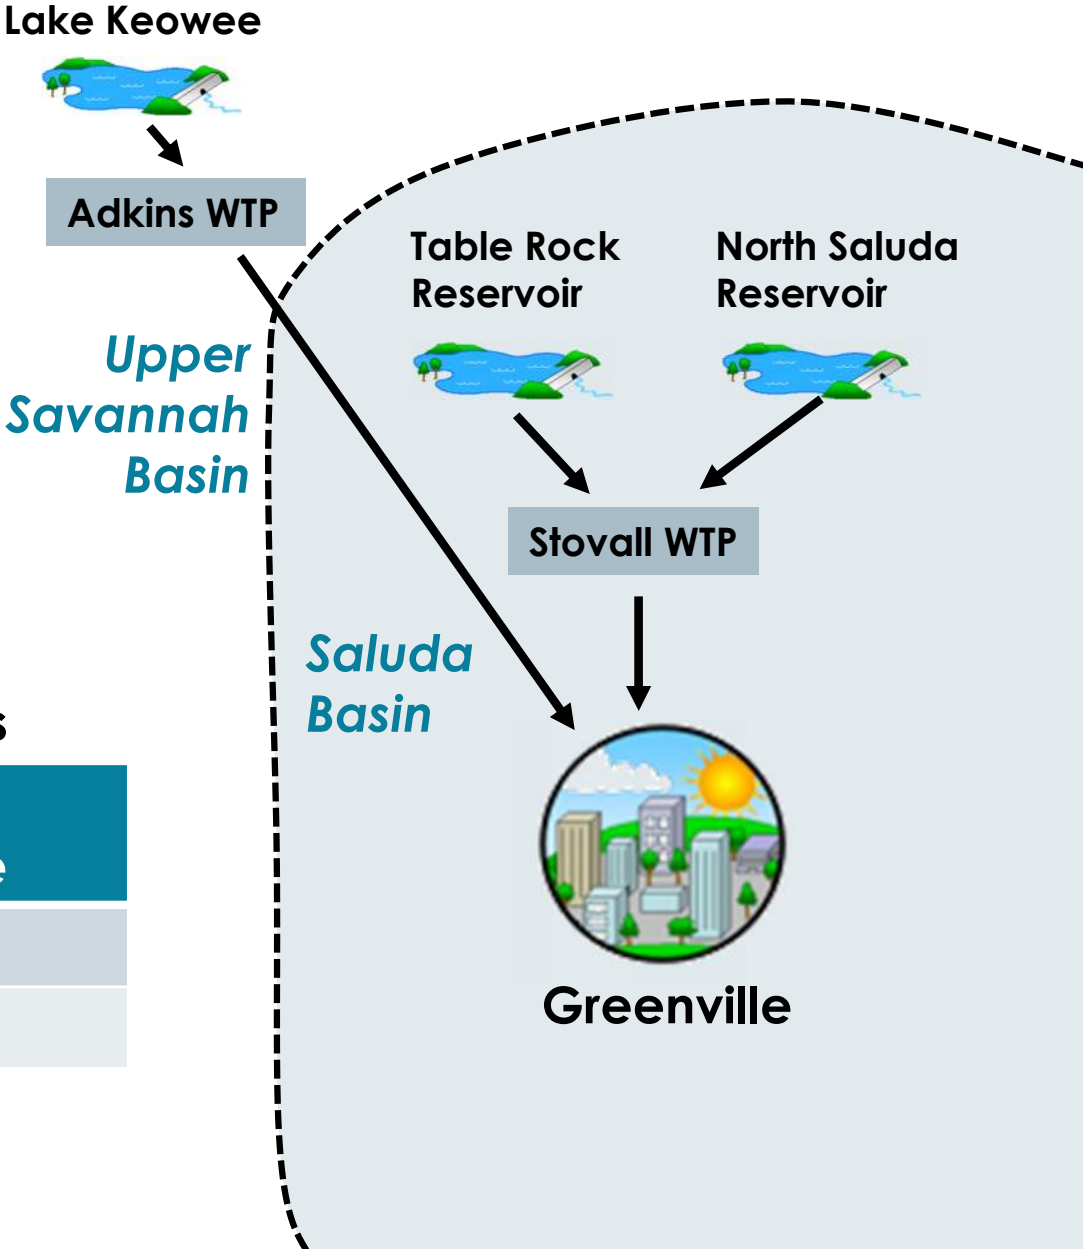 Lake Keowee
Adkins WTP
Table Rock
Reservoir
North Saluda
Reservoir
Upper
Savannah
Basin
Stovall WTP
Saluda
Basin
Greenville